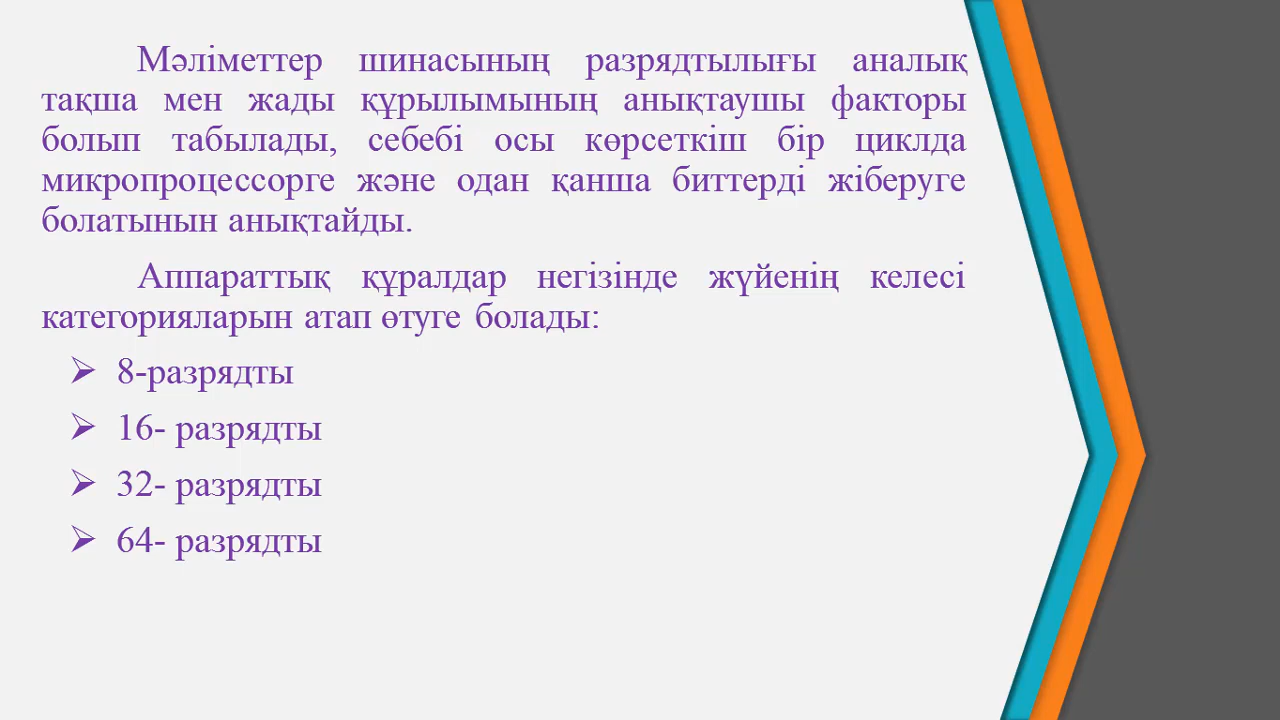 Мәліметтер шинасының разрядтылығы аналық
тақша мен жады құрылымының анықтаушы факторы
болып табылады, себебі осы көрсеткіш бір циклда
микропроцессорге және одан қанша биттерді жіберуге
болатынын анықтайды.
Аппараттық құралдар негізінде жүйенің келесі
категорияларын атап өтуге болады:
➢ 8-разрядты
➢ 16- разрядты
➢ 32- разрядты
➢ 64- разрядты